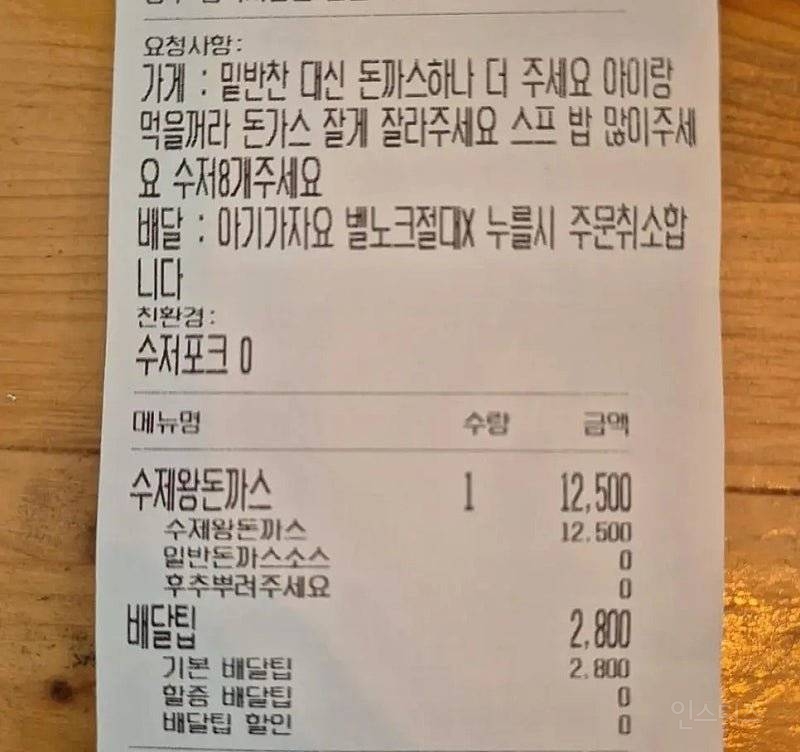 요청사항:
가게 : 밑반찬 대신 돈까스하나 더 주세요 아이랑
먹을꺼라 돈가스 잘게 잘라주세요 스프 밥 많이주세
요 수저8개주세요
배달 : 아기가자요 벨노크절대X 누를시 주문취소합
니다
친환경:
수저포크 O
메뉴명 수량 금액
수제왕돈까스 1 12,500
수제왕돈까스 12,500
일반돈까스소스 0
후추뿌려주세요 0
배달팁 2,800
기본 배달팁 2,800
할증 배달팁 0
배달팁 할인 0
인스티즈